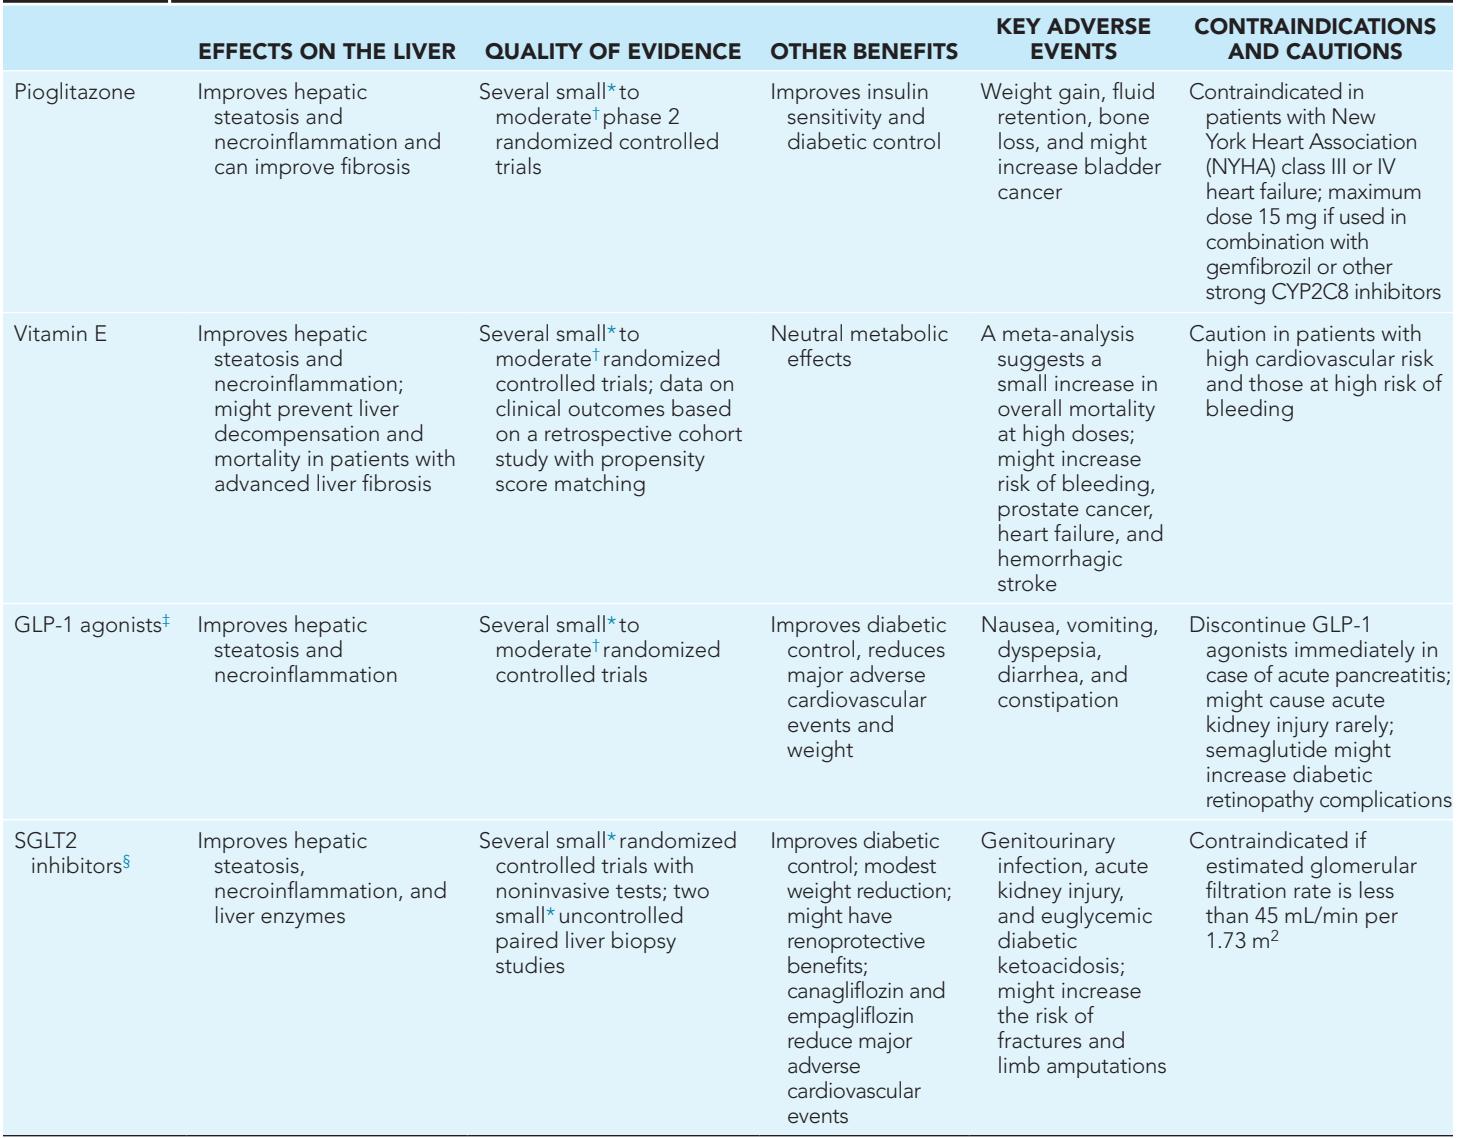 EFFECTS ON THE LIVER
QUALITY OF EVIDENCE
OTHER BENEFITS
KEY ADVERSE
EVENTS
CONTRAINDICATIONS
AND CAUTIONS
Pioglitazone
Improves hepatic
steatosis and
necroinflammation and
can improve fibrosis
Several small* to
moderate† phase 2
randomized controlled
trials
Improves insulin
sensitivity and
diabetic control
Weight gain, fluid
retention, bone
loss, and might
increase bladder
cancer
Contraindicated in
patients with New
York Heart Association
(NYHA) class III or IV
heart failure; maximum
dose 15 mg if used in
combination with
gemfibrozil or other
strong CYP2C8 inhibitors
Vitamin E
Improves hepatic
steatosis and
necroinflammation;
might prevent liver
decompensation and
mortality in patients with
advanced liver fibrosis
Several small* to
moderate† randomized
controlled trials; data on
clinical outcomes based
on a retrospective cohort
study with propensity
score matching
Neutral metabolic
effects
A meta-analysis
suggests a
small increase in
overall mortality
at high doses;
might increase
risk of bleeding,
prostate cancer,
heart failure, and
hemorrhagic
stroke
Caution in patients with
high cardiovascular risk
and those at high risk of
bleeding
GLP-1 agonists‡
Improves hepatic
steatosis and
necroinflammation
Several small* to
moderate† randomized
controlled trials
Improves diabetic
control, reduces
major adverse
cardiovascular
events and
weight
Nausea, vomiting,
dyspepsia,
diarrhea, and
constipation
Discontinue GLP-1
agonists immediately in
case of acute pancreatitis;
might cause acute
kidney injury rarely;
semaglutide might
increase diabetic
retinopathy complications
SGLT2
inhibitors§
Improves hepatic
steatosis,
necroinflammation, and
liver enzymes
Several small* randomized
controlled trials with
noninvasive tests; two
small* uncontrolled
paired liver biopsy
studies
Improves diabetic
control; modest
weight reduction;
might have
renoprotective
benefits;
canagliflozin and
empagliflozin
reduce major
adverse
cardiovascular
events
Genitourinary
infection, acute
kidney injury,
and euglycemic
diabetic
ketoacidosis;
might increase
the risk of
fractures and
limb amputations
Contraindicated if
estimated glomerular
filtration rate is less
than 45 mL/min per
1.73 m²